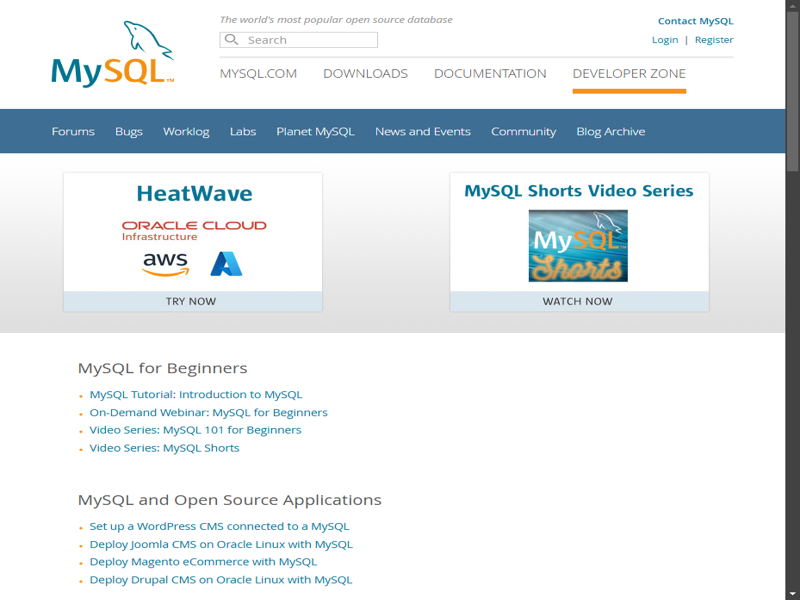 The world's most popular open source database
Contact MySQL
Search
Login | Register
MySQL™
MYSQL.COM DOWNLOADS DOCUMENTATION DEVELOPER ZONE
Forums Bugs Worklog Labs Planet MySQL News and Events Community Blog Archive
HeatWave
ORACLE CLOUD
Infrastructure
aws
TRY NOW
MySQL Shorts Video Series
MySQL
Shorts
WATCH NOW
MySQL for Beginners
MySQL Tutorial: Introduction to MySQL
On-Demand Webinar: MySQL for Beginners
Video Series: MySQL 101 for Beginners
Video Series: MySQL Shorts
MySQL and Open Source Applications
Set up a WordPress CMS connected to a MySQL
Deploy Joomla CMS on Oracle Linux with MySQL
Deploy Magento eCommerce with MySQL
Deploy Drupal CMS on Oracle Linux with MySQL